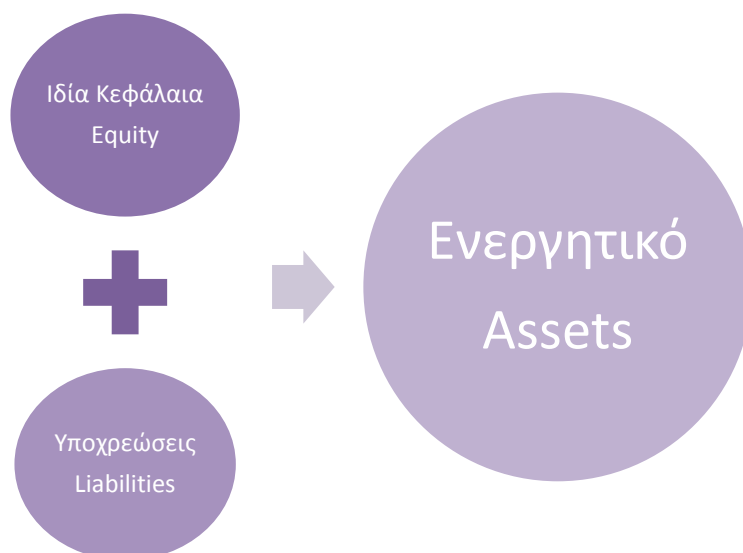 Ιδία Κεφάλαια
Equity
Υποχρεώσεις
Liabilities
Ενεργητικό
Assets